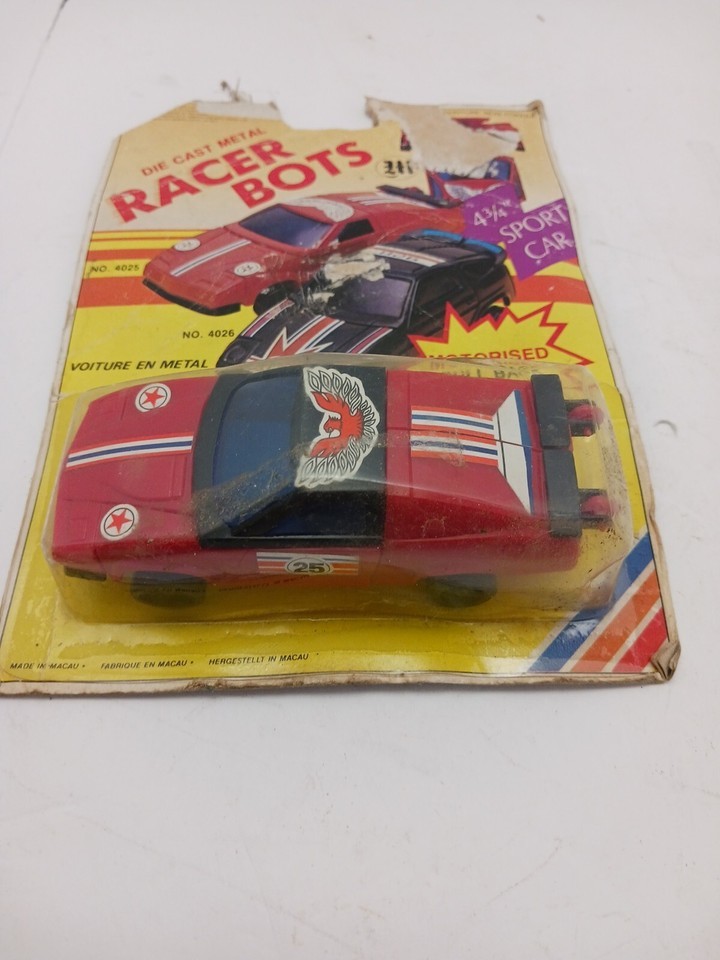 DIE CAST METAL
RACER
BOTS
4¾"
SPORT
CAR
NO. 4025
NO. 4026
MOTORISED
VOITURE EN METAL
25
MADE IN MACAU • FABRIQUE EN MACAU • HERGESTELLT IN MACAU